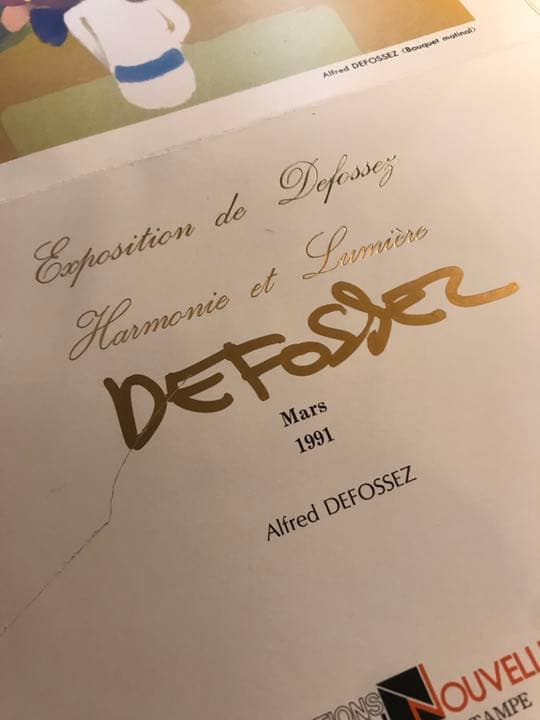 Alfred DEFOSSEZ (Bouquet matinal)
Exposition de Defossez
Harmonie et Lumière
DEFOSSEZ
Mars
1991
Alfred DEFOSSEZ